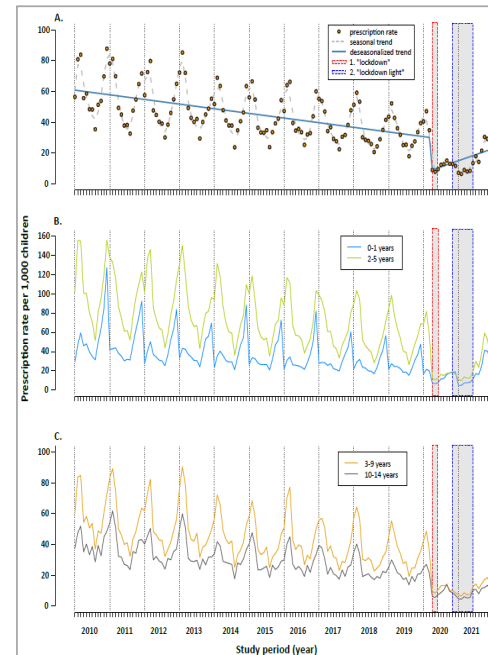 A.
prescription rate
seasonal trend
deseasonalized trend
1. "lockdown"
2. "lockdown light"
100
80
60
40
20
0
Prescription rate per 1,000 children
B.
0-1 years
2-5 years
160
140
120
100
80
60
40
20
0
C.
3-9 years
10-14 years
100
80
60
40
20
0
2010 2011 2012 2013 2014 2015 2016 2017 2018 2019 2020 2021
Study period (year)